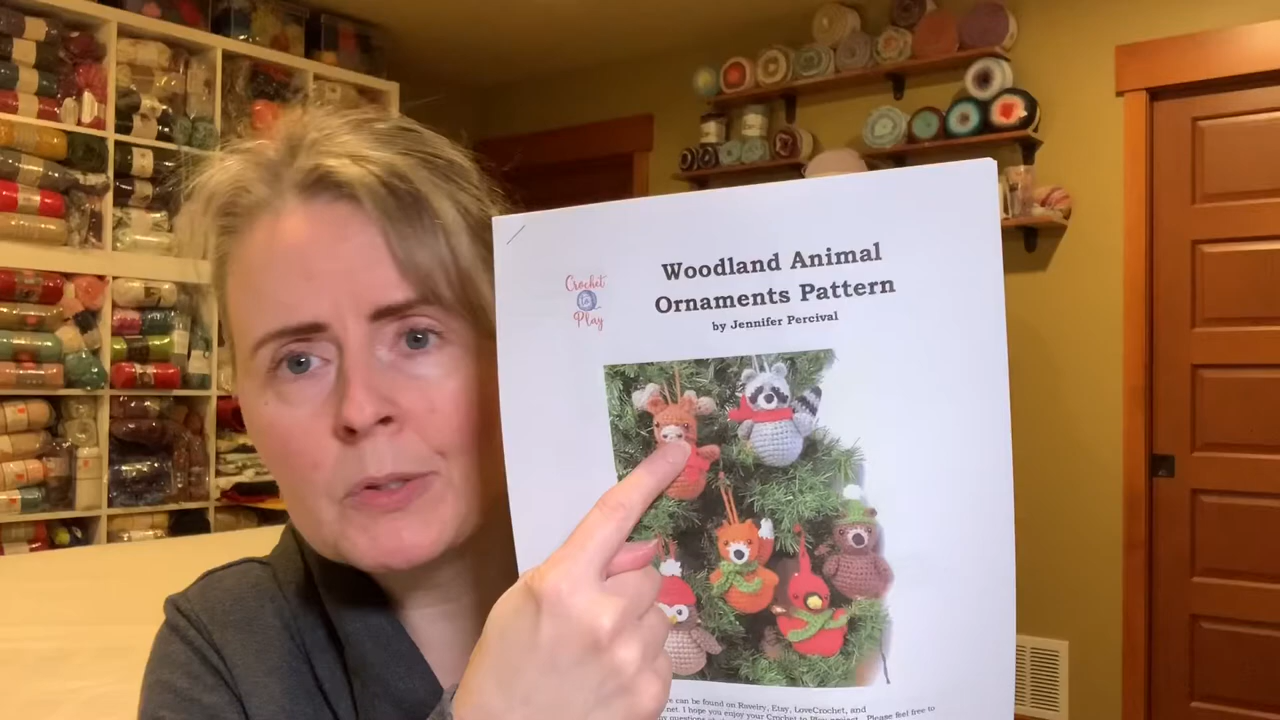 Crochet
to
Play
Woodland Animal
Ornaments Pattern
by Jennifer Percival
can be found on Ravelry, Etsy, LoveCrochet, and
I hope you enjoy your Crochet to Play project. Please feel free to
questions